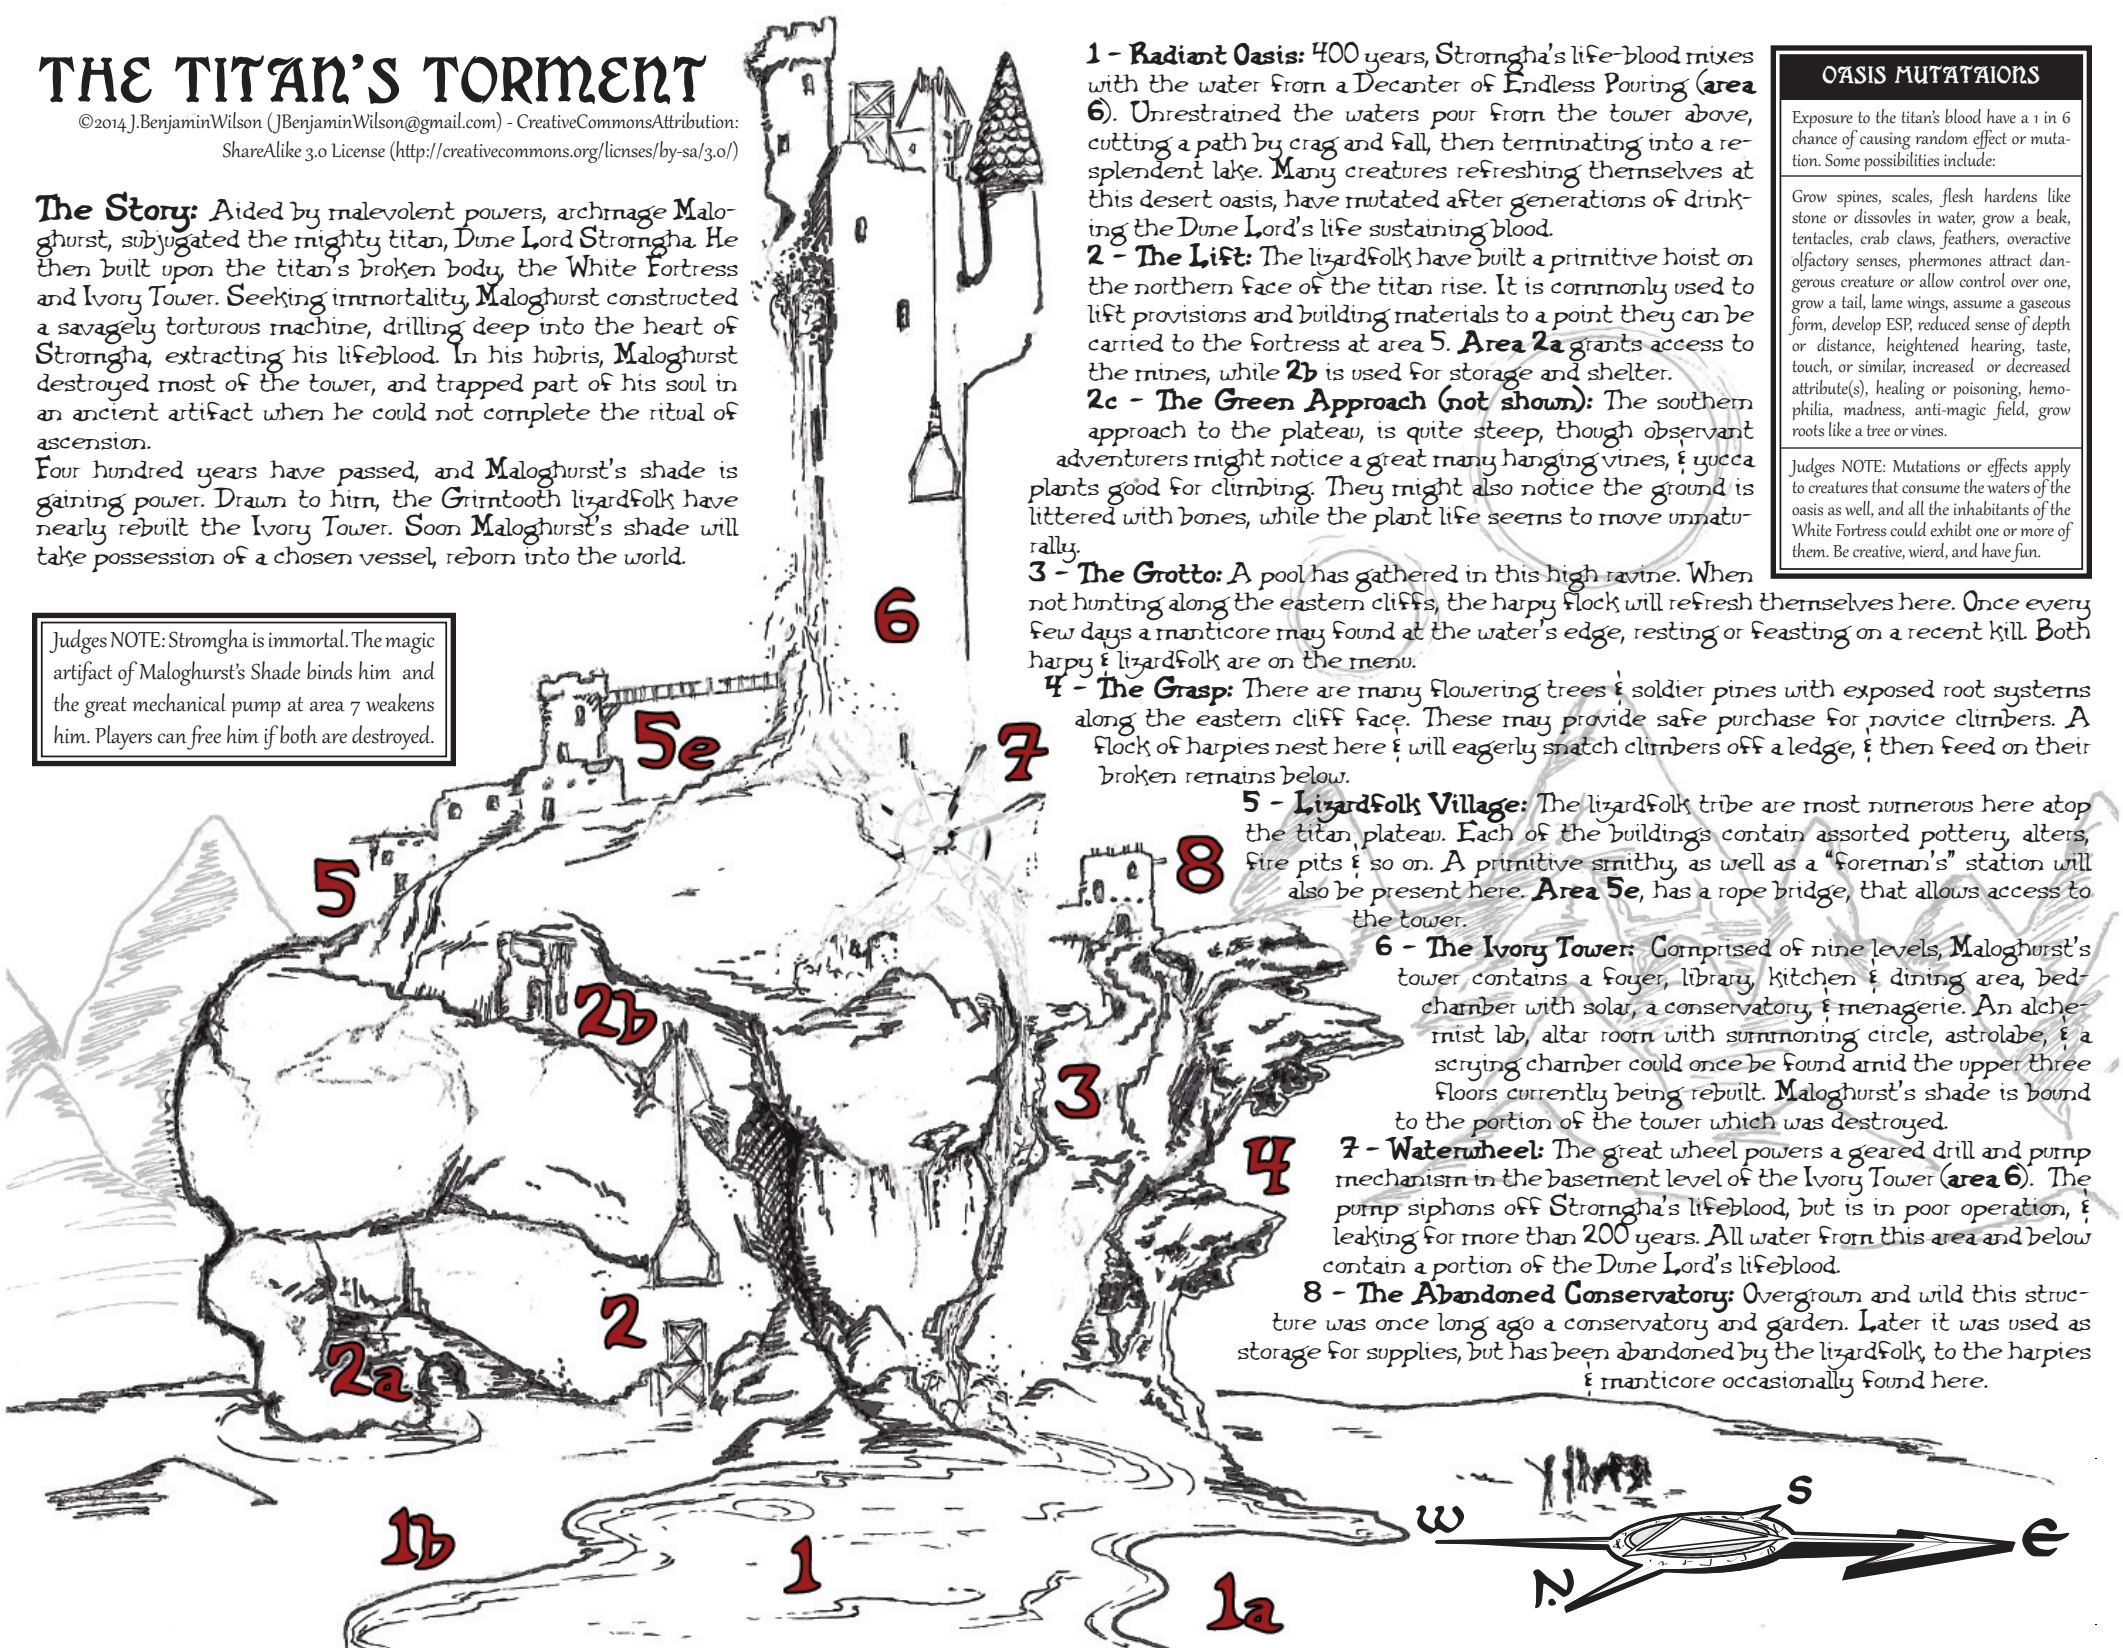 THE TITAN'S TORMENT
©2014 J.BenjaminWilson (JBenjaminWilson@gmail.com) - CreativeCommonsAttribution:
ShareAlike 3.0 License (http://creativecommons.org/licnses/by-sa/3.0/)
The Story: Aided by malevolent powers, archmage Malo-
ghurst, subjugated the mighty titan, Dune Lord Stromgha. He
then built upon the titan's broken body, the White Fortress
and Ivory Tower. Seeking immortality, Maloghurst constructed
a savagely torturous machine, drilling deep into the heart of
Stromgha, extracting his lifeblood. In his hubris, Maloghurst
destroyed most of the tower, and trapped part of his soul in
an ancient artifact when he could not complete the ritual of
ascension.
Four hundred years have passed, and Maloghurst's shade is
gaining power. Drawn to him, the Grimtooth lizardfolk have
nearly rebuilt the Ivory Tower. Soon Maloghurst's shade will
take possession of a chosen vessel, reborn into the world.
Judges NOTE: Stromgha is immortal. The magic
artifact of Maloghurst's Shade binds him and
the great mechanical pump at area 7 weakens
him. Players can free him if both are destroyed.
1 - Radiant Oasis: 400 years, Stromgha's life-blood mixes
with the water from a Decanter of Endless Pouring (area
6). Unrestrained the waters pour from the tower above,
cutting a path by crag and fall, then terminating into a re-
splendent lake. Many creatures refreshing themselves at
this desert oasis, have mutated after generations of drink-
ing the Dune Lord's life sustaining blood.
2 - The Lift: The lizardfolk have built a primitive hoist on
the northern face of the titan rise. It is commonly used to
lift provisions and building materials to a point they can be
carried to the fortress at area 5. Area 2a grants access to
the mines, while 2b is used for storage and shelter.
2c - The Green Approach (not shown): The southern
approach to the plateau, is quite steep, though observant
adventurers might notice a great many hanging vines, & yucca
plants good for climbing. They might also notice the ground is
littered with bones, while the plant life seems to move unnatu-
rally.
3 - The Grotto: A pool has gathered in this high ravine. When
not hunting along the eastern cliffs, the harpy flock will refresh themselves here. Once every
few days a manticore may found at the water's edge, resting or feasting on a recent kill. Both
harpy & lizardfolk are on the menu.
4 - The Grasp: There are many flowering trees & soldier pines with exposed root systems
along the eastern cliff face. These may provide safe purchase for novice climbers. A
flock of harpies nest here & will eagerly snatch climbers off a ledge, & then feed on their
broken remains below.
5 - Lizardfolk Village: The lizardfolk tribe are most numerous here atop
the titan plateau. Each of the buildings contain assorted pottery, alters,
fire pits & so on. A primitive smithy, as well as a "foreman's" station will
also be present here. Area 5e, has a rope bridge, that allows access to
the tower.
6 - The Ivory Tower: Comprised of nine levels, Maloghurst's
tower contains a foyer, library, kitchen & dining area, bed-
chamber with solar, a conservatory, & menagerie. An alche-
mist lab, altar room with summoning circle, astrolabe, & a
scrying chamber could once be found amid the upper three
floors currently being rebuilt. Maloghurst's shade is bound
to the portion of the tower which was destroyed.
7 - Waterwheel: The great wheel powers a geared drill and pump
mechanism in the basement level of the Ivory Tower (area 6). The
pump siphons off Stromgha's lifeblood, but is in poor operation, &
leaking for more than 200 years. All water from this area and below
contain a portion of the Dune Lord's lifeblood.
8 - The Abandoned Conservatory: Overgrown and wild this struc-
ture was once long ago a conservatory and garden. Later it was used as
storage for supplies, but has been abandoned by the lizardfolk, to the harpies
& manticore occasionally found here.
OASIS MUTATAIONS
Exposure to the titan's blood have a 1 in 6
chance of causing random effect or muta-
tion. Some possibilities include:
Grow spines, scales, flesh hardens like
stone or dissovles in water, grow a beak,
tentacles, crab claws, feathers, overactive
olfactory senses, phermones attract dan-
gerous creature or allow control over one,
grow a tail, lame wings, assume a gaseous
form, develop ESP, reduced sense of depth
or distance, heightened hearing, taste,
touch, or similar, increased or decreased
attribute(s), healing or poisoning, hemo-
philia, madness, anti-magic field, grow
roots like a tree or vines.
Judges NOTE: Mutations or effects apply
to creatures that consume the waters of the
oasis as well, and all the inhabitants of the
White Fortress could exhibt one or more of
them. Be creative, wierd, and have fun.
6
5e
7
5
8
2b
3
4
2
2a
1b
1
1a
W
S
E
N